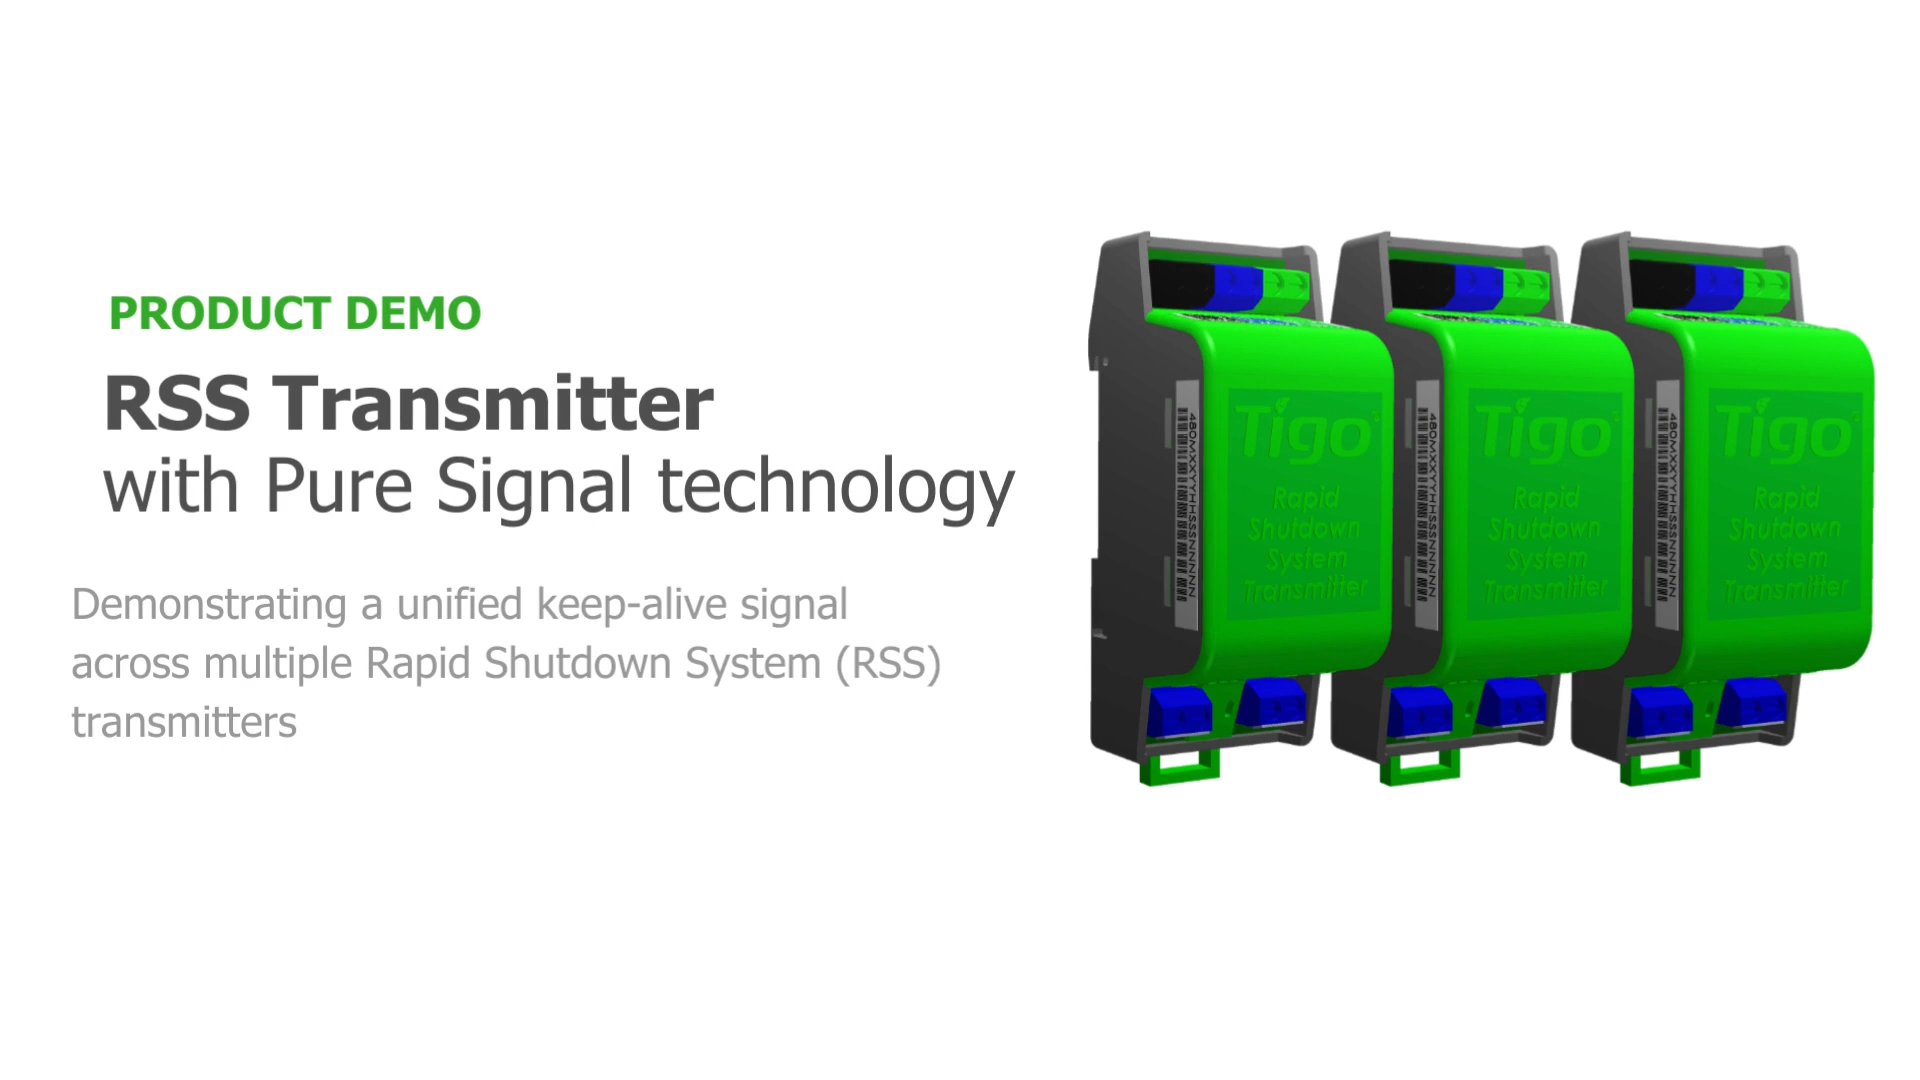 PRODUCT DEMO
RSS Transmitter
with Pure Signal technology
Demonstrating a unified keep-alive signal
across multiple Rapid Shutdown System (RSS)
transmitters
Tigo
Rapid
Shutdown
System
Transmitter
Tigo
Rapid
Shutdown
System
Transmitter
Tigo
Rapid
Shutdown
System
Transmitter